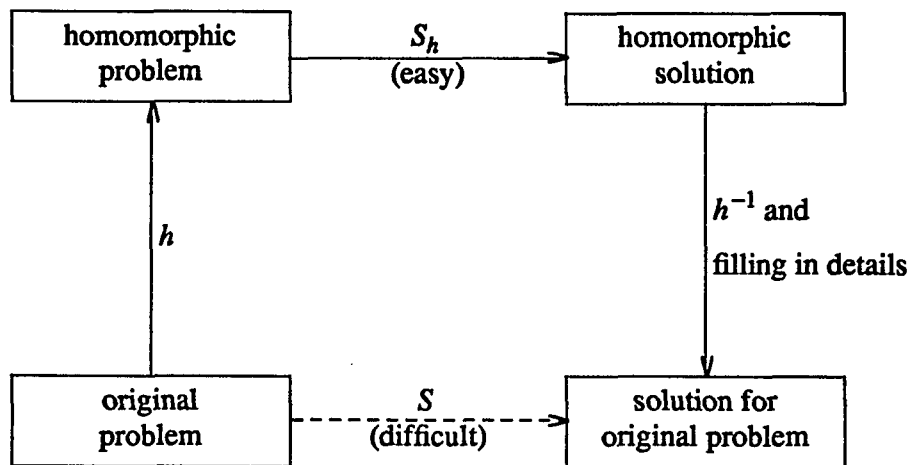 homomorphic
problem
S_h
(easy)
homomorphic
solution
h
h⁻¹ and
filling in details
original
problem
S
(difficult)
solution for
original problem